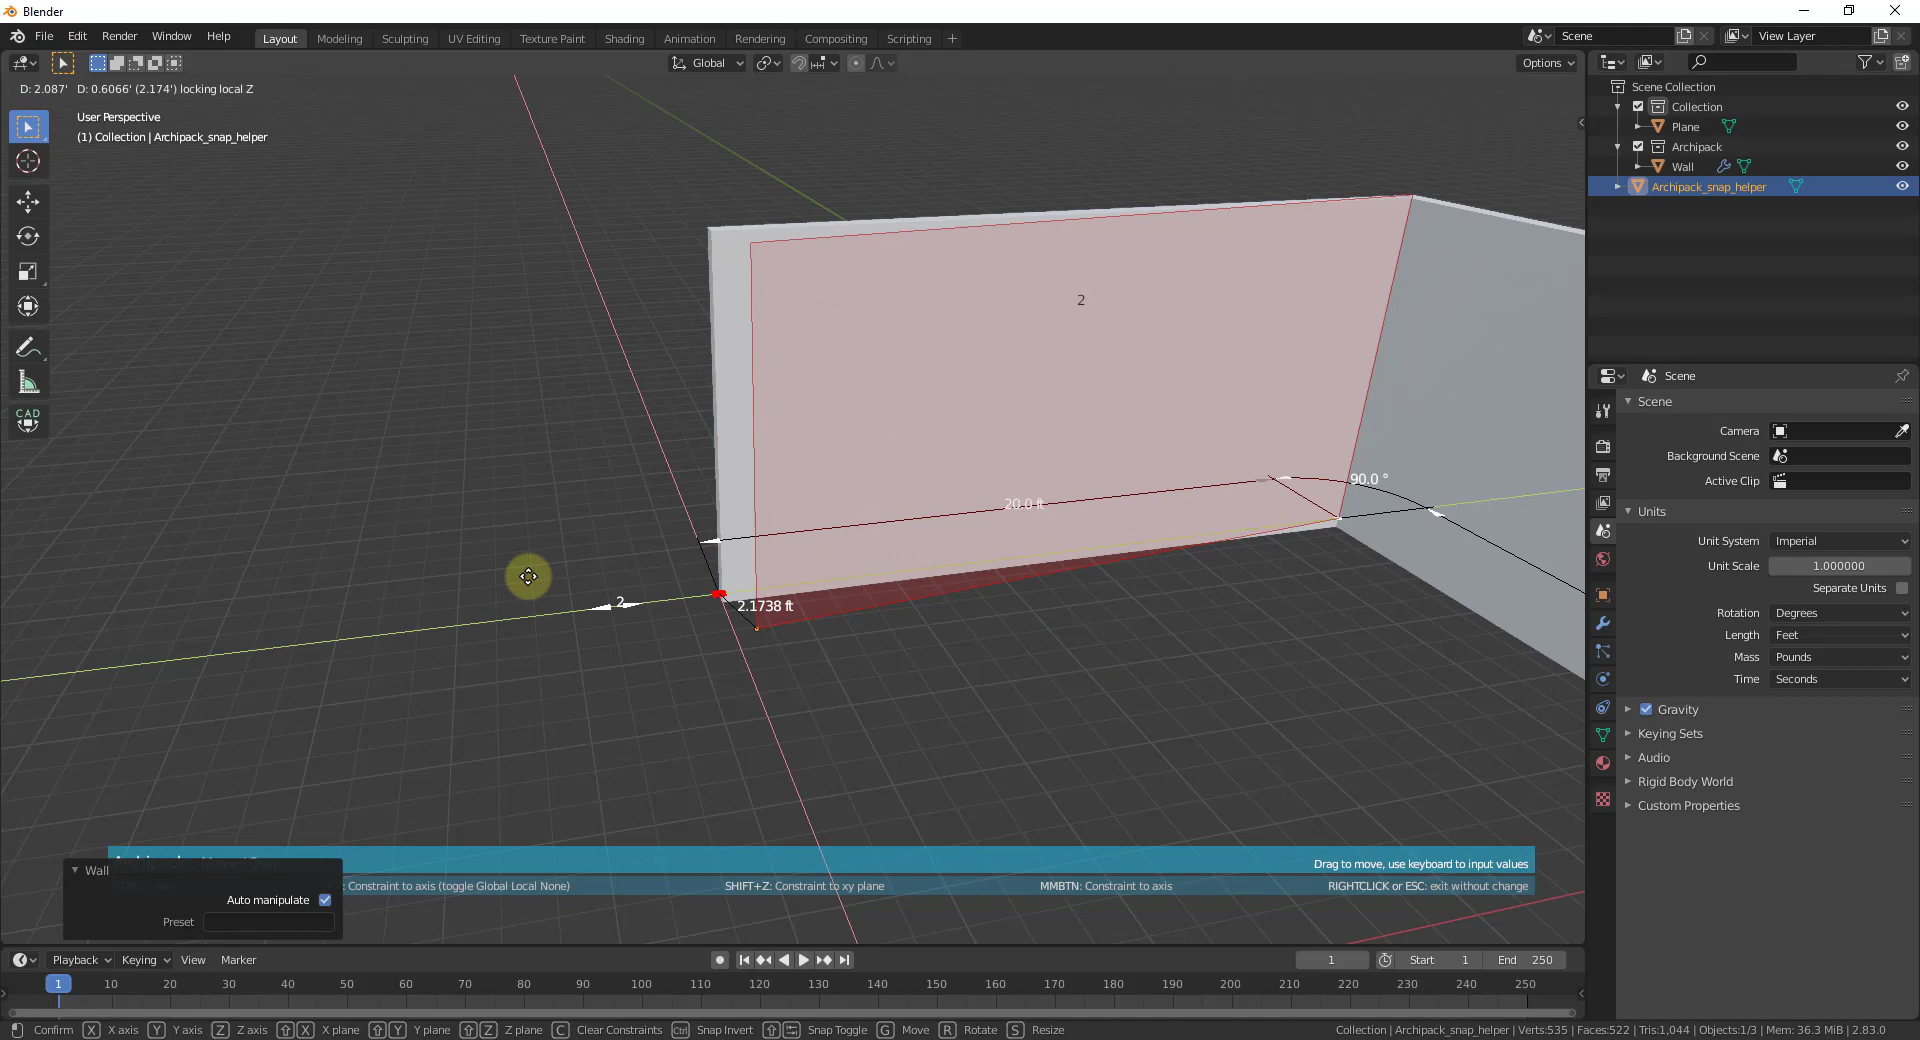 Blender
File Edit Render Window Help
Layout Modeling Sculpting UV Editing Texture Paint Shading Animation Rendering Compositing Scripting +
Scene
View Layer
Global
Options
D: 2.087' D: 0.6066' (2.174') locking local Z
User Perspective
(1) Collection | Archipack_snap_helper
CAD
2
20.0 ft
90.0 °
2
2.1738 ft
Scene Collection
Collection
Plane
Archipack
Wall
Archipack_snap_helper
Scene
Scene
Camera
Background Scene
Active Clip
Units
Unit System Imperial
Unit Scale 1.000000
Separate Units
Rotation Degrees
Length Feet
Mass Pounds
Time Seconds
Gravity
Keying Sets
Audio
Rigid Body World
Custom Properties
Drag to move, use keyboard to input values
: Constraint to axis (toggle Global Local None) SHIFT+Z: Constraint to xy plane MMBTN: Constraint to axis RIGHTCLICK or ESC: exit without change
Wall
Auto manipulate
Preset
Playback Keying View Marker
1 Start 1 End 250
1 10 20 30 40 50 60 70 80 90 100 110 120 130 140 150 160 170 180 190 200 210 220 230 240 250
Confirm X X axis Y Y axis Z Z axis X X plane Y Y plane Z Z plane C Clear Constraints Ctrl Snap Invert Snap Toggle G Move R Rotate S Resize
Collection | Archipack_snap_helper | Verts:535 | Faces:522 | Tris:1,044 | Objects:1/3 | Mem: 36.3 MiB | 2.83.0